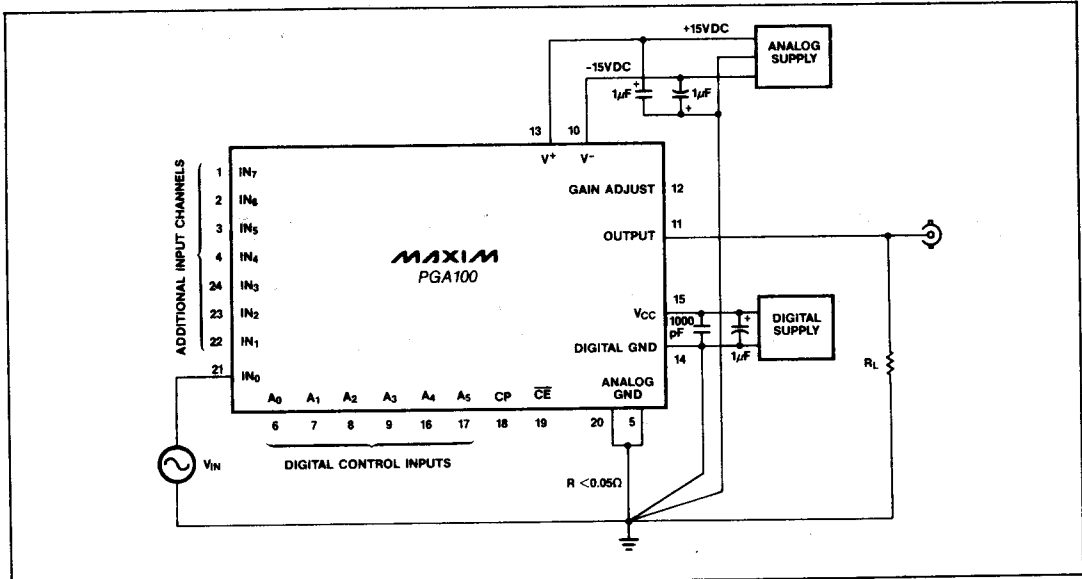 +15VDC
ANALOG
SUPPLY
-15VDC
+
1µF
1µF
+
13
10
V+
V-
ADDITIONAL INPUT CHANNELS
1 IN7
2 IN6
3 IN5
4 IN4
24 IN3
23 IN2
22 IN1
21 IN0
GAIN ADJUST 12
11
OUTPUT
MAXIM
PGA100
15
VCC
1000
pF
+
1µF
DIGITAL
SUPPLY
DIGITAL GND
14
RL
ANALOG
GND
A0 A1 A2 A3 A4 A5 CP CE
6 7 8 9 16 17 18 19 20 5
DIGITAL CONTROL INPUTS
VIN
R <0.05Ω